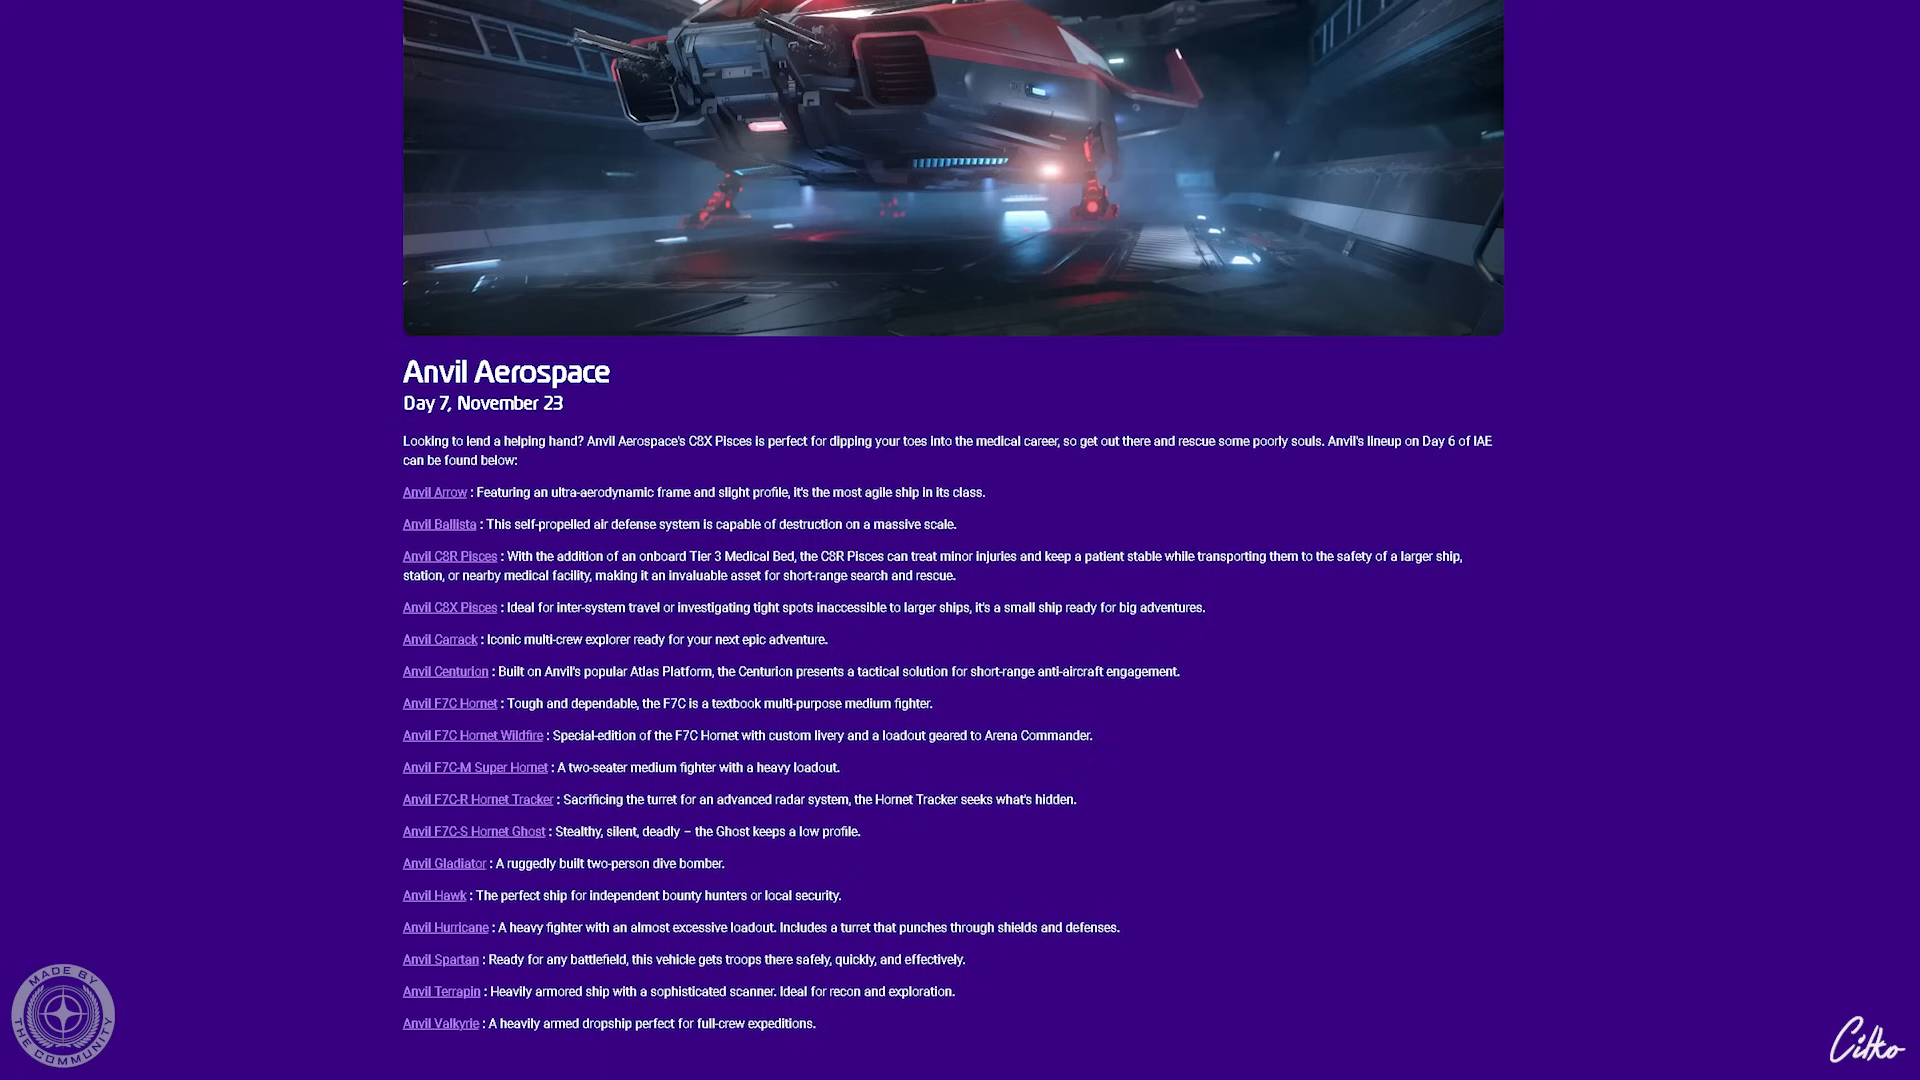 Anvil Aerospace
Day 7, November 23
Looking to lend a helping hand? Anvil Aerospace's C8X Pisces is perfect for dipping your toes into the medical career, so get out there and rescue some poorly souls. Anvil's lineup on Day 6 of IAE
can be found below:
Anvil Arrow : Featuring an ultra-aerodynamic frame and slight profile, it's the most agile ship in its class.
Anvil Ballista : This self-propelled air defense system is capable of destruction on a massive scale.
Anvil C8R Pisces : With the addition of an onboard Tier 3 Medical Bed, the C8R Pisces can treat minor injuries and keep a patient stable while transporting them to the safety of a larger ship,
station, or nearby medical facility, making it an invaluable asset for short-range search and rescue.
Anvil C8X Pisces : Ideal for inter-system travel or investigating tight spots inaccessible to larger ships, it's a small ship ready for big adventures.
Anvil Carrack : Iconic multi-crew explorer ready for your next epic adventure.
Anvil Centurion : Built on Anvil's popular Atlas Platform, the Centurion presents a tactical solution for short-range anti-aircraft engagement.
Anvil F7C Hornet : Tough and dependable, the F7C is a textbook multi-purpose medium fighter.
Anvil F7C Hornet Wildfire : Special-edition of the F7C Hornet with custom livery and a loadout geared to Arena Commander.
Anvil F7C-M Super Hornet : A two-seater medium fighter with a heavy loadout.
Anvil F7C-R Hornet Tracker : Sacrificing the turret for an advanced radar system, the Hornet Tracker seeks what's hidden.
Anvil F7C-S Hornet Ghost : Stealthy, silent, deadly – the Ghost keeps a low profile.
Anvil Gladiator : A ruggedly built two-person dive bomber.
Anvil Hawk : The perfect ship for independent bounty hunters or local security.
Anvil Hurricane : A heavy fighter with an almost excessive loadout. Includes a turret that punches through shields and defenses.
Anvil Spartan : Ready for any battlefield, this vehicle gets troops there safely, quickly, and effectively.
Anvil Terrapin : Heavily armored ship with a sophisticated scanner. Ideal for recon and exploration.
Anvil Valkyrie : A heavily armed dropship perfect for full-crew expeditions.
MADE BY
THE COMMUNITY